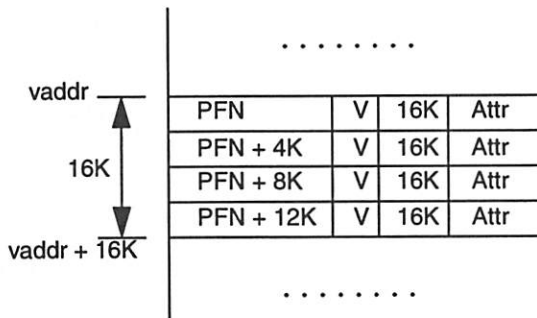 . . . . . . . .
vaddr
PFN V 16K Attr
PFN + 4K V 16K Attr
16K
PFN + 8K V 16K Attr
PFN + 12K V 16K Attr
vaddr + 16K
. . . . . . . .